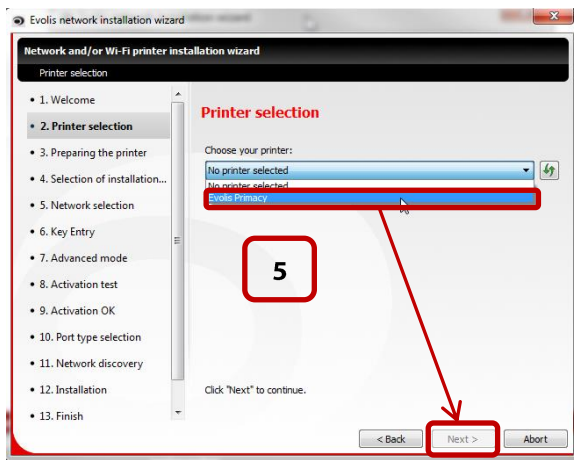 Evolis network installation wizard
Network and/or Wi-Fi printer installation wizard
Printer selection
• 1. Welcome
• 2. Printer selection
• 3. Preparing the printer
• 4. Selection of installation...
• 5. Network selection
• 6. Key Entry
• 7. Advanced mode
• 8. Activation test
• 9. Activation OK
• 10. Port type selection
• 11. Network discovery
• 12. Installation
• 13. Finish
Printer selection
Choose your printer:
No printer selected
No printer selected
Evolis Primacy
5
Click "Next" to continue.
< Back Next > Abort